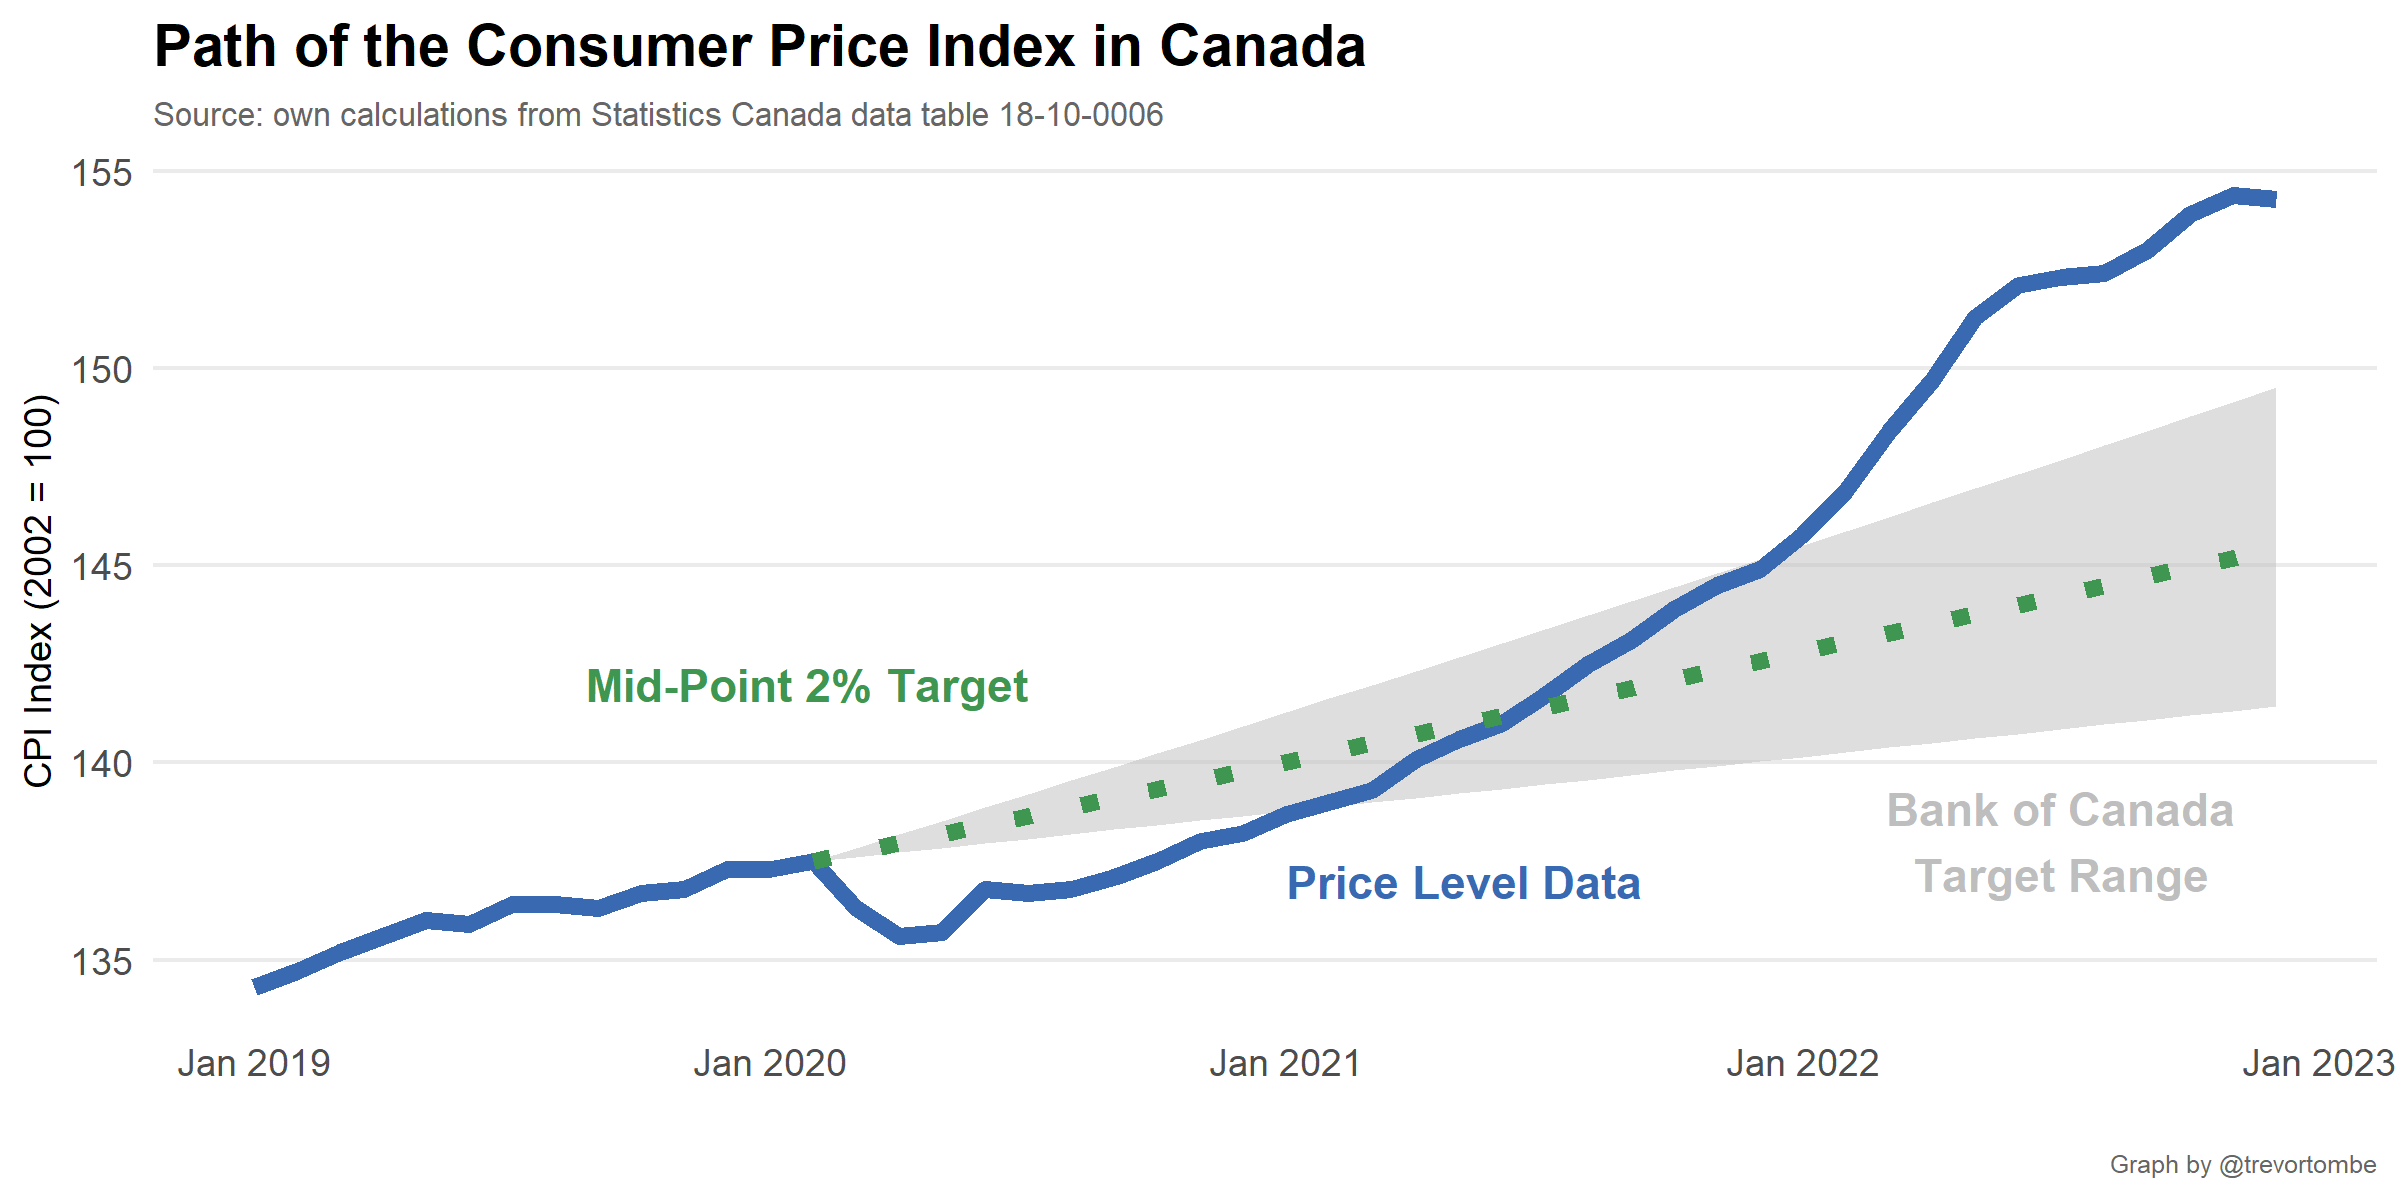 Path of the Consumer Price Index in Canada
Source: own calculations from Statistics Canada data table 18-10-0006
CPI Index (2002 = 100)
155
150
145
140
135
Mid-Point 2% Target
Price Level Data
Bank of Canada
Target Range
Jan 2019
Jan 2020
Jan 2021
Jan 2022
Jan 2023
Graph by @trevortombe